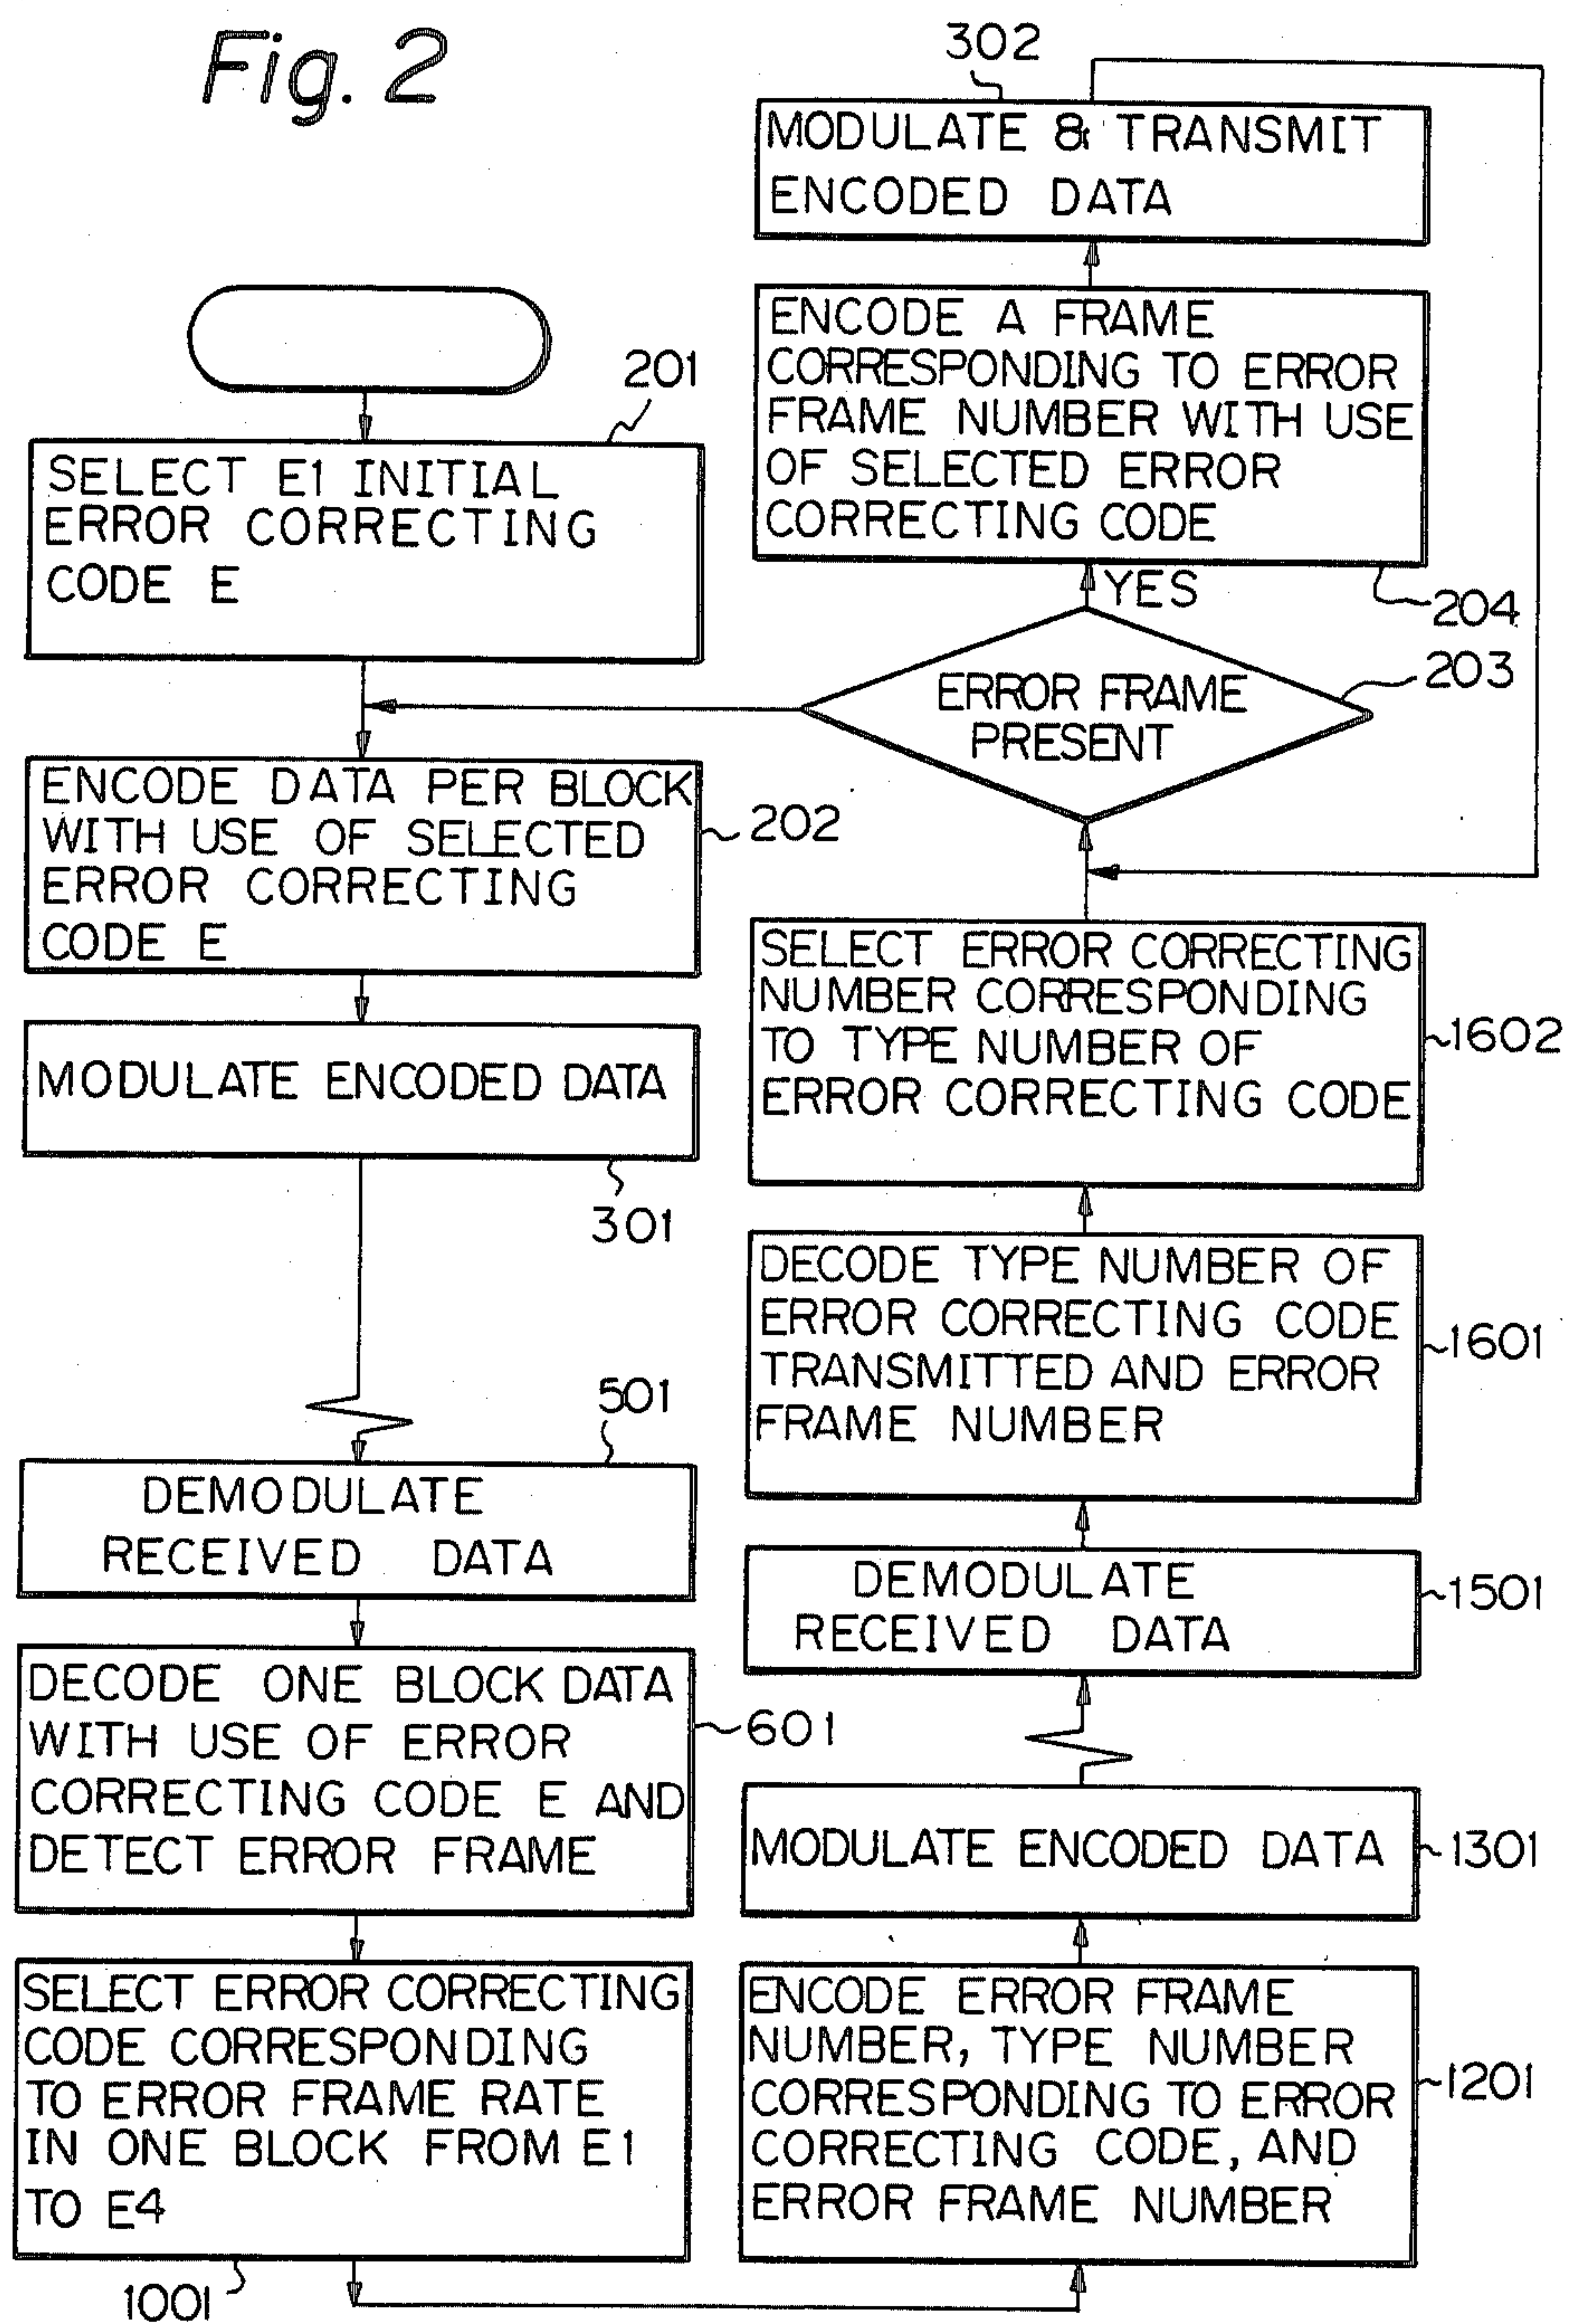 Fig. 2
201
SELECT E1 INITIAL
ERROR CORRECTING
CODE E
ENCODE DATA PER BLOCK
WITH USE OF SELECTED
ERROR CORRECTING
CODE E
202
MODULATE ENCODED DATA
301
501
DEMODULATE
RECEIVED DATA
DECODE ONE BLOCK DATA
WITH USE OF ERROR
CORRECTING CODE E AND
DETECT ERROR FRAME
601
SELECT ERROR CORRECTING
CODE CORRESPONDING
TO ERROR FRAME RATE
IN ONE BLOCK FROM E1
TO E4
1001
302
MODULATE & TRANSMIT
ENCODED DATA
ENCODE A FRAME
CORRESPONDING TO ERROR
FRAME NUMBER WITH USE
OF SELECTED ERROR
CORRECTING CODE
YES
204
203
ERROR FRAME
PRESENT
SELECT ERROR CORRECTING
NUMBER CORRESPONDING
TO TYPE NUMBER OF
ERROR CORRECTING CODE
1602
DECODE TYPE NUMBER OF
ERROR CORRECTING CODE
TRANSMITTED AND ERROR
FRAME NUMBER
1601
DEMODULATE
RECEIVED DATA
1501
MODULATE ENCODED DATA
1301
ENCODE ERROR FRAME
NUMBER, TYPE NUMBER
CORRESPONDING TO ERROR
CORRECTING CODE, AND
ERROR FRAME NUMBER
1201